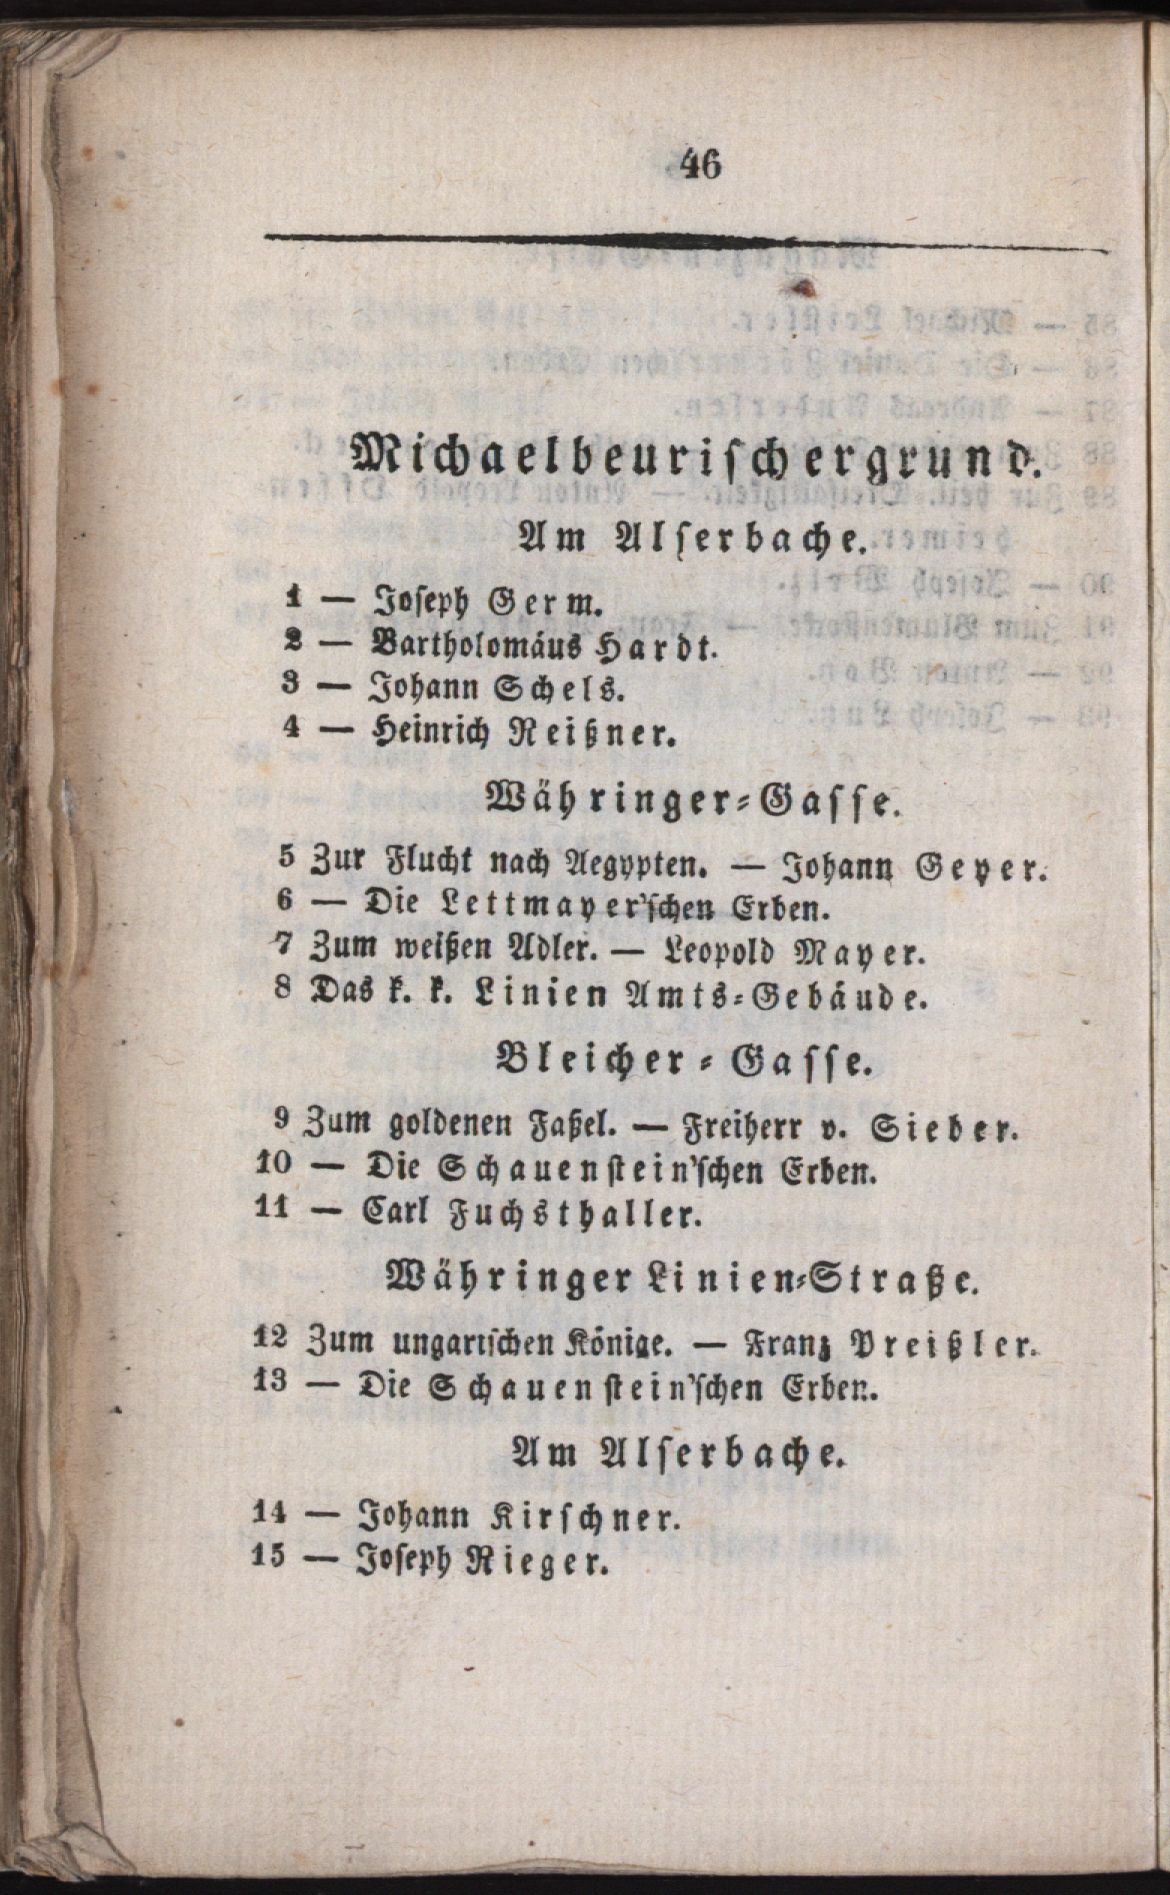 46
Michaelbeurischergrund.
Am Alserbache.
1 — Joseph Germ.
2 — Bartholomäus Hardt.
3 — Johann Schels.
4 — Heinrich Reißner.
Währinger-Gasse.
5 Zur Flucht nach Aegypten. — Johann Geyer.
6 — Die Lettmayer'schen Erben.
7 Zum weißen Adler. — Leopold Mayer.
8 Das k. k. Linien Amts-Gebäude.
Bleicher-Gasse.
9 Zum goldenen Faßel. — Freiherr v. Sieber.
10 — Die Schauenstein'schen Erben.
11 — Carl Fuchsthaller.
Währinger Linien-Straße.
12 Zum ungarischen Könige. — Franz Preißler.
13 — Die Schauenstein'schen Erben.
Am Alserbache.
14 — Johann Kirschner.
15 — Joseph Rieger.